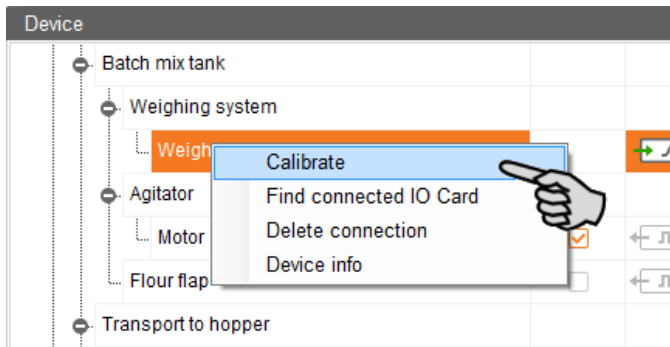 Device
Batch mix tank
Weighing system
Weigh
Calibrate
Agitator
Find connected IO Card
Motor
Delete connection
Flour flap
Device info
Transport to hopper